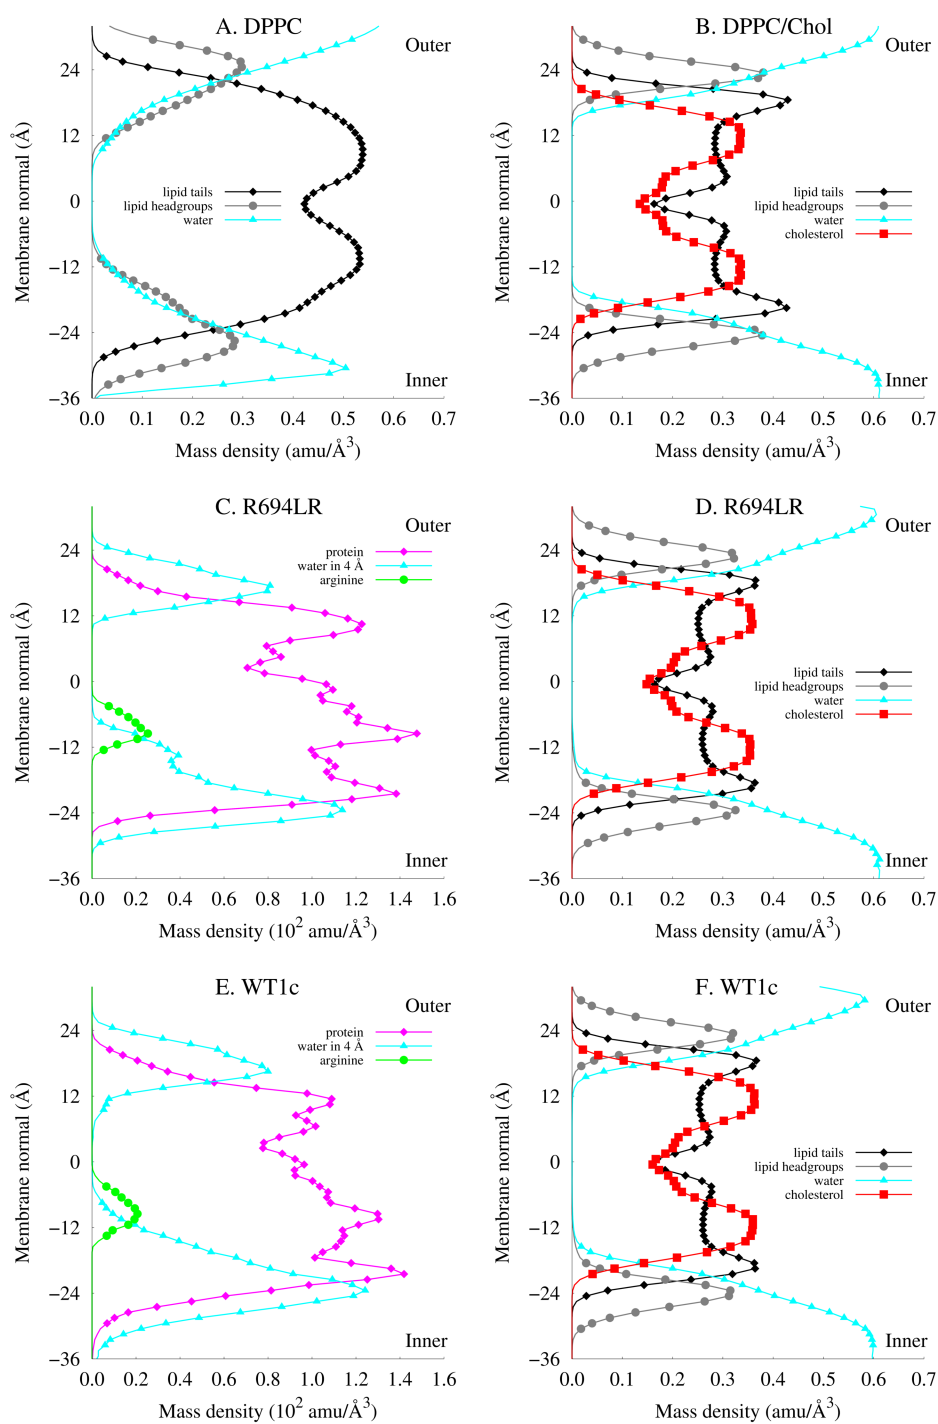 A. DPPC
Outer
24
12
0
−12
−24
−36
Membrane normal (Å)
lipid tails
lipid headgroups
water
Inner
0.0 0.1 0.2 0.3 0.4 0.5 0.6 0.7
Mass density (amu/Å3)
B. DPPC/Chol
Outer
24
12
0
−12
−24
−36
Membrane normal (Å)
lipid tails
lipid headgroups
water
cholesterol
Inner
0.0 0.1 0.2 0.3 0.4 0.5 0.6 0.7
Mass density (amu/Å3)
C. R694LR
Outer
24
12
0
−12
−24
−36
Membrane normal (Å)
protein
water in 4 Å
arginine
Inner
0.0 0.2 0.4 0.6 0.8 1.0 1.2 1.4 1.6
Mass density (102 amu/Å3)
D. R694LR
Outer
24
12
0
−12
−24
−36
Membrane normal (Å)
lipid tails
lipid headgroups
water
cholesterol
Inner
0.0 0.1 0.2 0.3 0.4 0.5 0.6 0.7
Mass density (amu/Å3)
E. WT1c
Outer
24
12
0
−12
−24
−36
Membrane normal (Å)
protein
water in 4 Å
arginine
Inner
0.0 0.2 0.4 0.6 0.8 1.0 1.2 1.4 1.6
Mass density (102 amu/Å3)
F. WT1c
Outer
24
12
0
−12
−24
−36
Membrane normal (Å)
lipid tails
lipid headgroups
water
cholesterol
Inner
0.0 0.1 0.2 0.3 0.4 0.5 0.6 0.7
Mass density (amu/Å3)